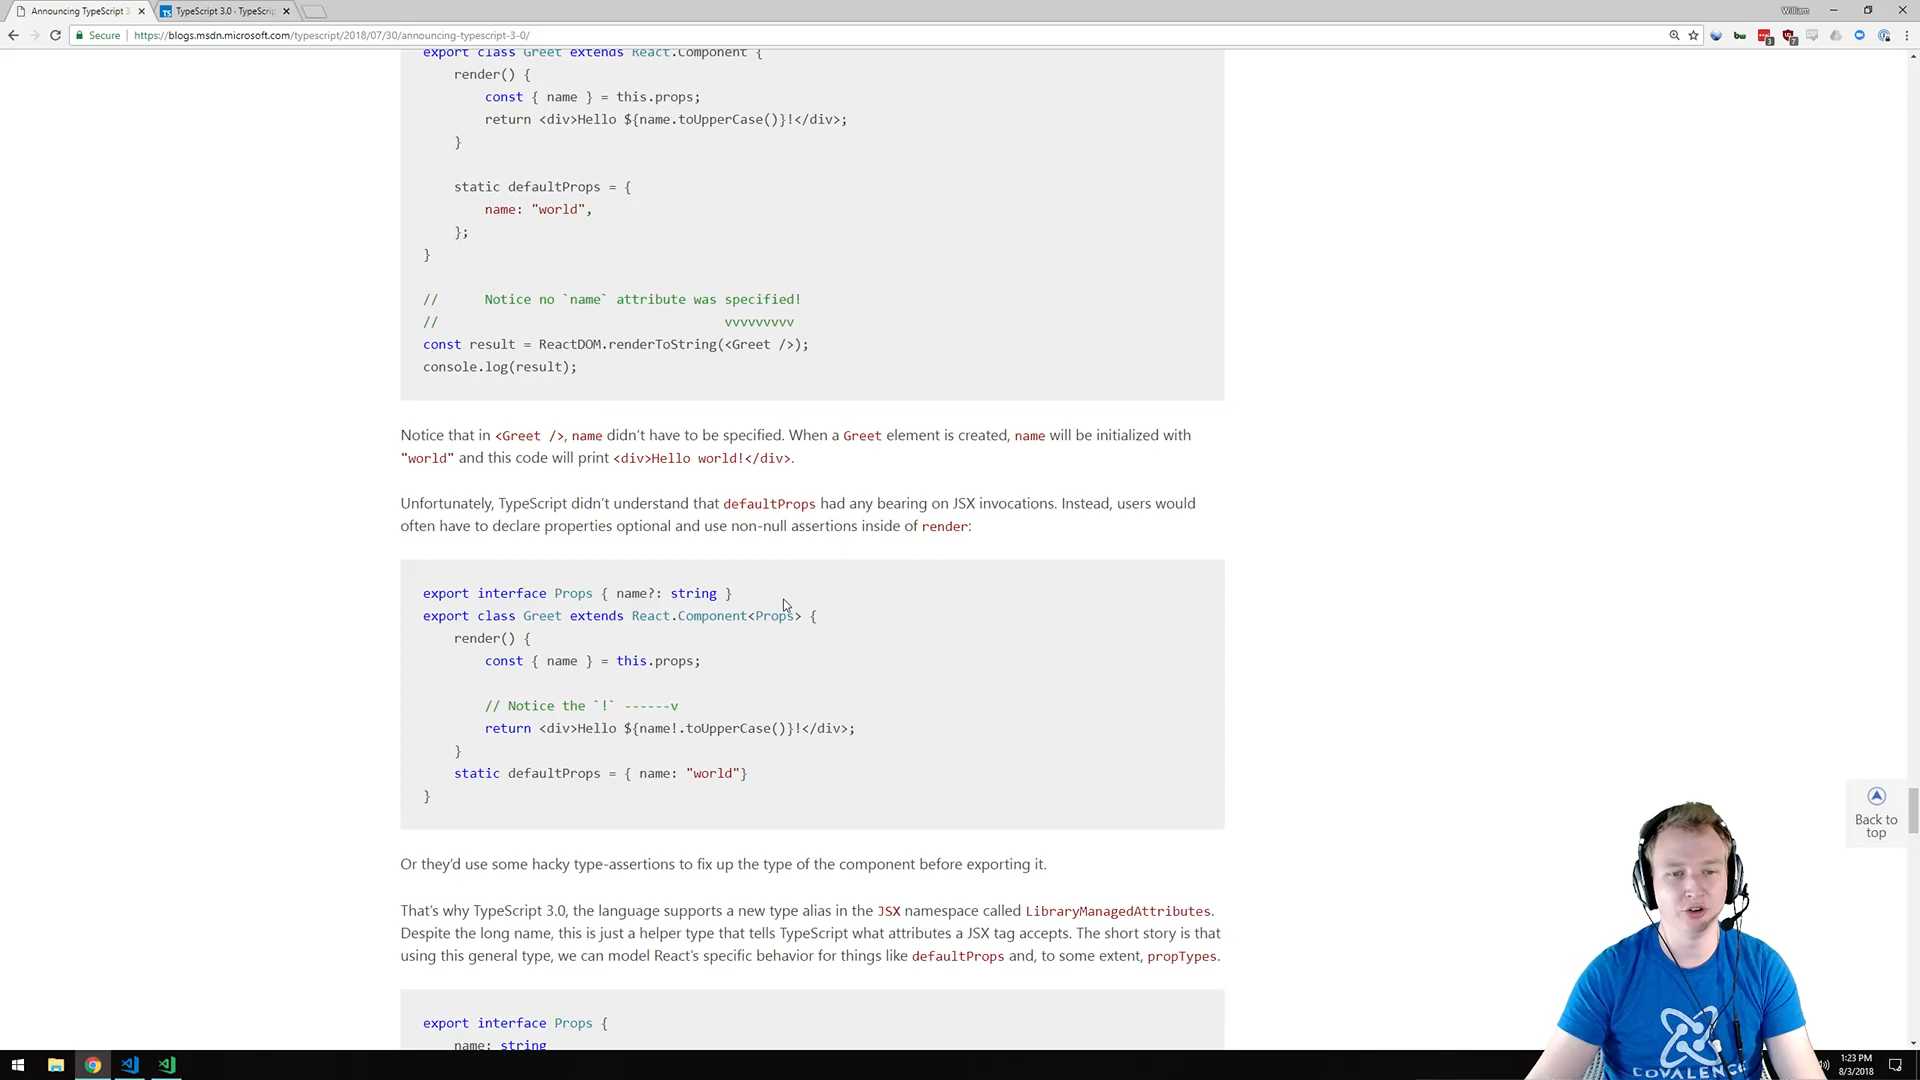 Announcing TypeScript 3
TypeScript 3.0 · TypeScrip
William
Secure
https://blogs.msdn.microsoft.com/typescript/2018/07/30/announcing-typescript-3-0/
export class Greet extends React.Component {
render() {
const { name } = this.props;
return <div>Hello ${name.toUpperCase()}!</div>;
}
static defaultProps = {
name: "world",
};
}
// Notice no `name` attribute was specified!
// vvvvvvvvv
const result = ReactDOM.renderToString(<Greet />);
console.log(result);
Notice that in <Greet />, name didn’t have to be specified. When a Greet element is created, name will be initialized with
"world" and this code will print <div>Hello world!</div>.
Unfortunately, TypeScript didn’t understand that defaultProps had any bearing on JSX invocations. Instead, users would
often have to declare properties optional and use non-null assertions inside of render:
export interface Props { name?: string }
export class Greet extends React.Component<Props> {
render() {
const { name } = this.props;
// Notice the `!` ------v
return <div>Hello ${name!.toUpperCase()}!</div>;
}
static defaultProps = { name: "world"}
}
Back to
top
Or they’d use some hacky type-assertions to fix up the type of the component before exporting it.
That’s why TypeScript 3.0, the language supports a new type alias in the JSX namespace called LibraryManagedAttributes.
Despite the long name, this is just a helper type that tells TypeScript what attributes a JSX tag accepts. The short story is that
using this general type, we can model React’s specific behavior for things like defaultProps and, to some extent, propTypes.
export interface Props {
name: string
COVALENCE
1:23 PM
8/3/2018